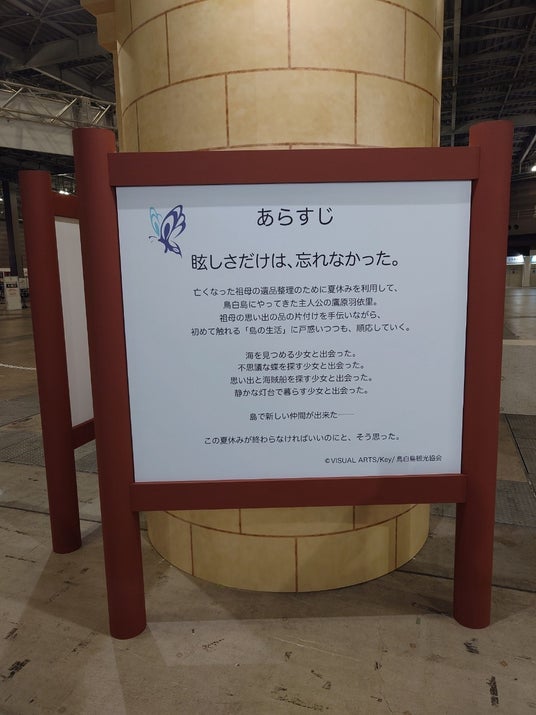 あらすじ
眩しさだけは、忘れなかった。
亡くなった祖母の遺品整理のために夏休みを利用して、
鳥白島にやってきた主人公の鷹原羽依里。
祖母の思い出の品の片付けを手伝いながら、
初めて触れる「島の生活」に戸惑いつつも、順応していく。
海を見つめる少女と出会った。
不思議な蝶を探す少女と出会った。
思い出と海賊船を探す少女と出会った。
静かな灯台で暮らす少女と出会った。
島で新しい仲間が出来た――
この夏休みが終わらなければいいのにと、そう思った。
©VISUAL ARTS/Key/鳥白島観光協会